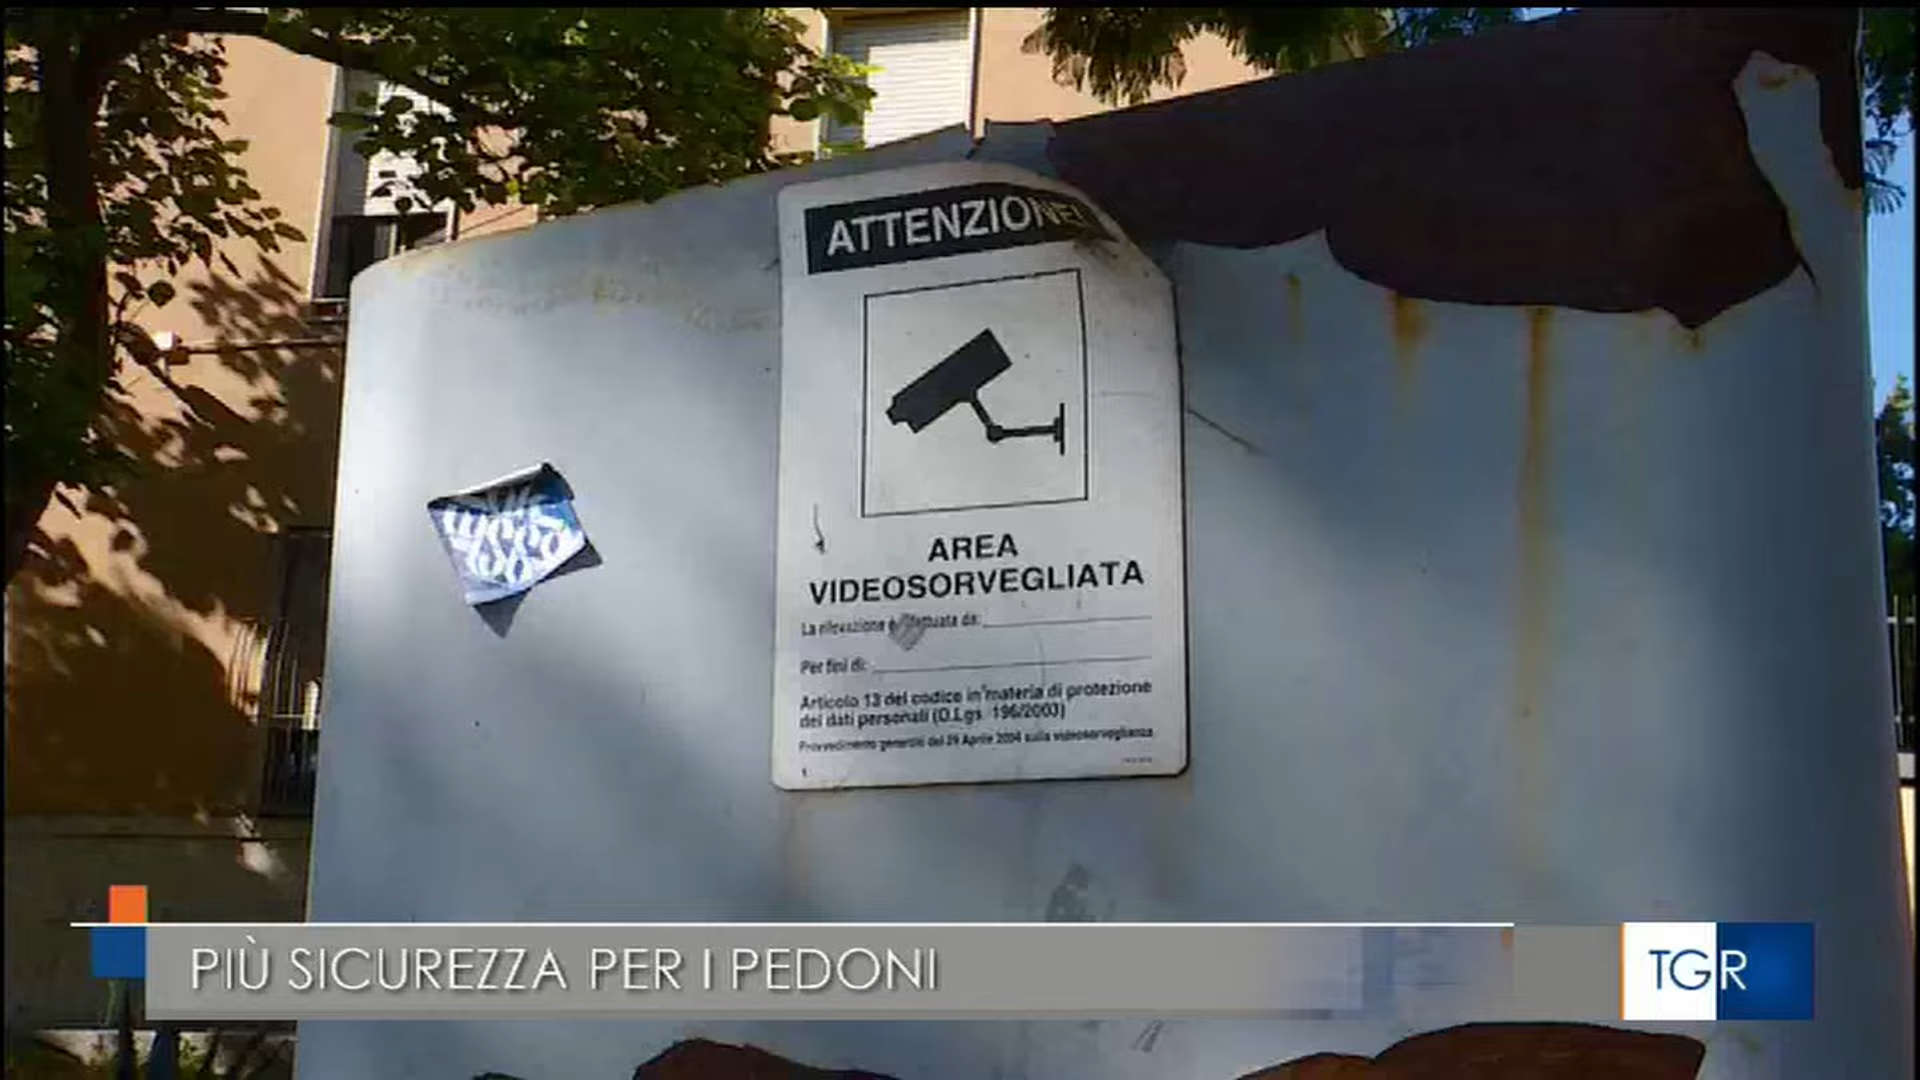 ATTENZIONE!
AREA
VIDEOSORVEGLIATA
La rilevazione è effettuata da:
Per fini di:
Articolo 13 del codice in materia di protezione
dei dati personali (D.Lgs. 196/2003)
Provvedimento generale del 29 Aprile 2004 sulla videosorveglianza
PIÙ SICUREZZA PER I PEDONI
TGR